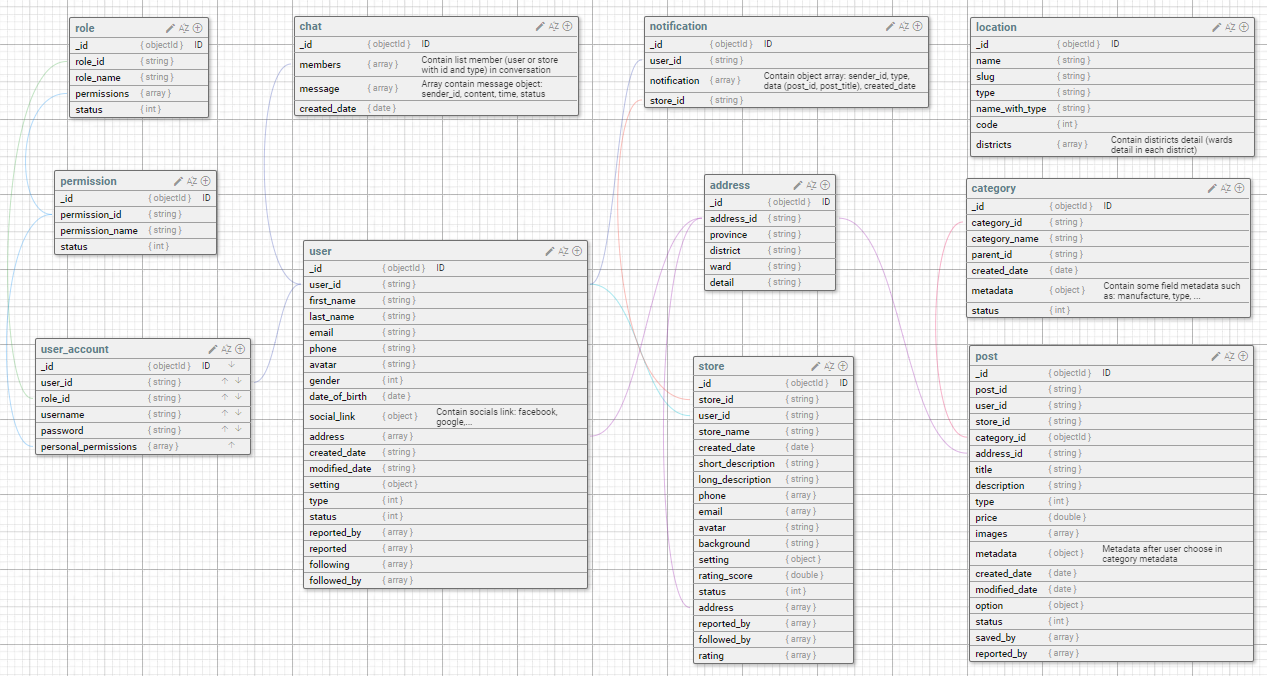 role
_id { objectId } ID
role_id { string }
role_name { string }
permissions { array }
status { int }
chat
_id { objectId } ID
members { array } Contain list member (user or store
with id and type) in conversation
message { array } Array contain message object:
sender_id, content, time, status
created_date { date }
notification
_id { objectId } ID
user_id { string }
notification { array } Contain object array: sender_id, type,
data (post_id, post_title), created_date
store_id { string }
location
_id { objectId } ID
name { string }
slug { string }
type { string }
name_with_type { string }
code { int }
districts { array } Contain distiricts detail (wards
detail in each district)
permission
_id { objectId } ID
permission_id { string }
permission_name { string }
status { int }
address
_id { objectId } ID
address_id { string }
province { string }
district { string }
ward { string }
detail { string }
category
_id { objectId } ID
category_id { string }
category_name { string }
parent_id { string }
created_date { date }
metadata { object } Contain some field metadata such
as: manufacture, type, ...
status { int }
user
_id { objectId } ID
user_id { string }
first_name { string }
last_name { string }
email { string }
phone { string }
avatar { string }
gender { int }
date_of_birth { date }
social_link { object } Contain socials link: facebook,
google,...
address { array }
created_date { string }
modified_date { string }
setting { object }
type { int }
status { int }
reported_by { array }
reported { array }
following { array }
followed_by { array }
user_account
_id { objectId } ID
user_id { string }
role_id { string }
username { string }
password { string }
personal_permissions { array }
store
_id { objectId } ID
store_id { string }
user_id { string }
store_name { string }
created_date { date }
short_description { string }
long_description { string }
phone { array }
email { array }
avatar { string }
background { string }
setting { object }
rating_score { double }
status { int }
address { array }
reported_by { array }
followed_by { array }
rating { array }
post
_id { objectId } ID
post_id { string }
user_id { string }
store_id { string }
category_id { objectId }
address_id { string }
title { string }
description { string }
type { int }
price { double }
images { array }
metadata { object } Metadata after user choose in
category metadata
created_date { date }
modified_date { date }
option { object }
status { int }
saved_by { array }
reported_by { array }